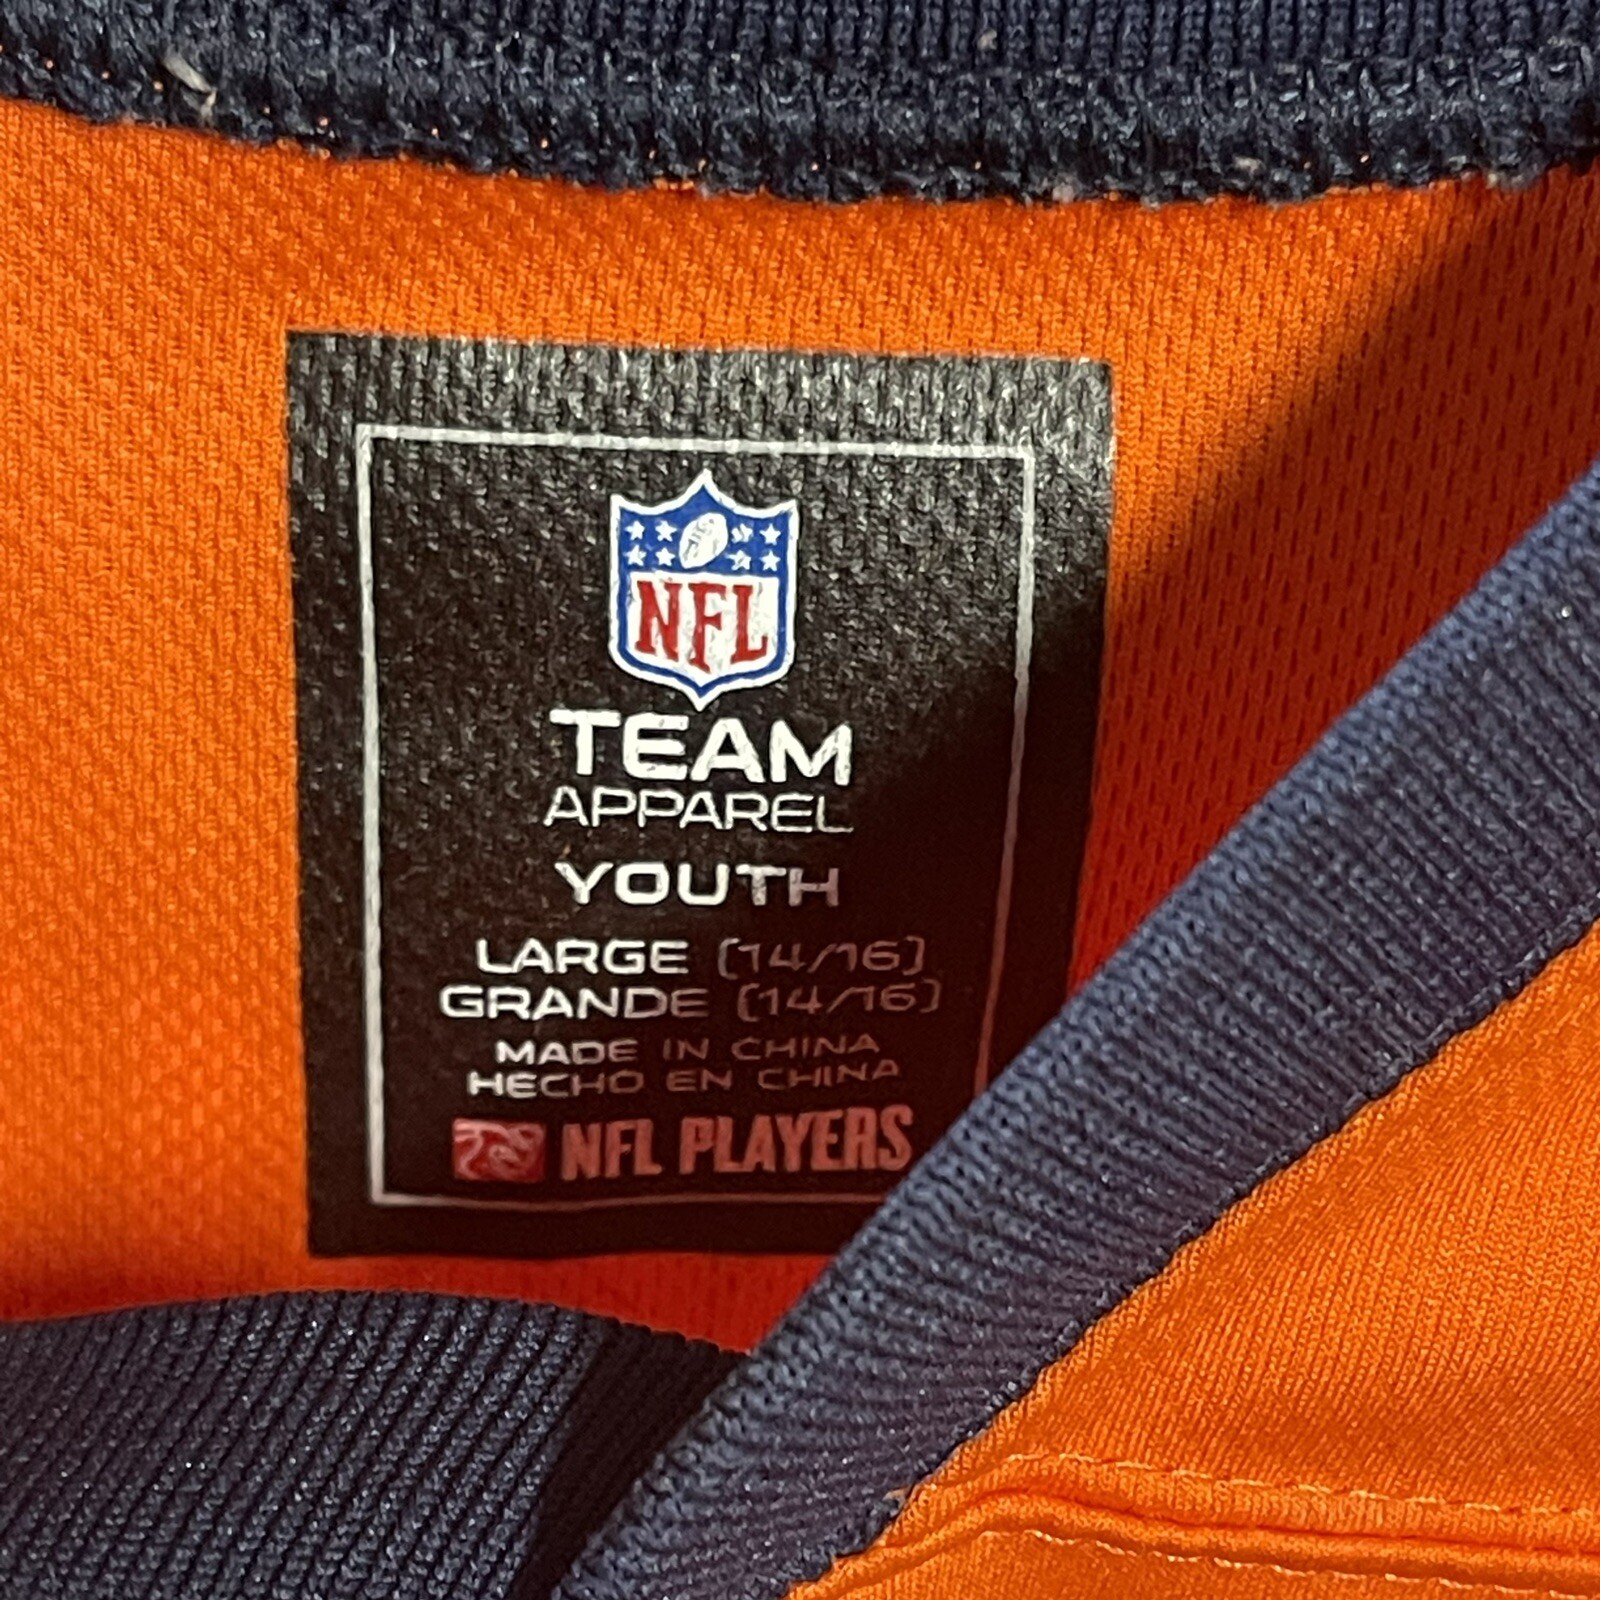 NFL
TEAM
APPAREL
YOUTH
LARGE (14/16)
GRANDE (14/16)
MADE IN CHINA
HECHO EN CHINA
NFL PLAYERS